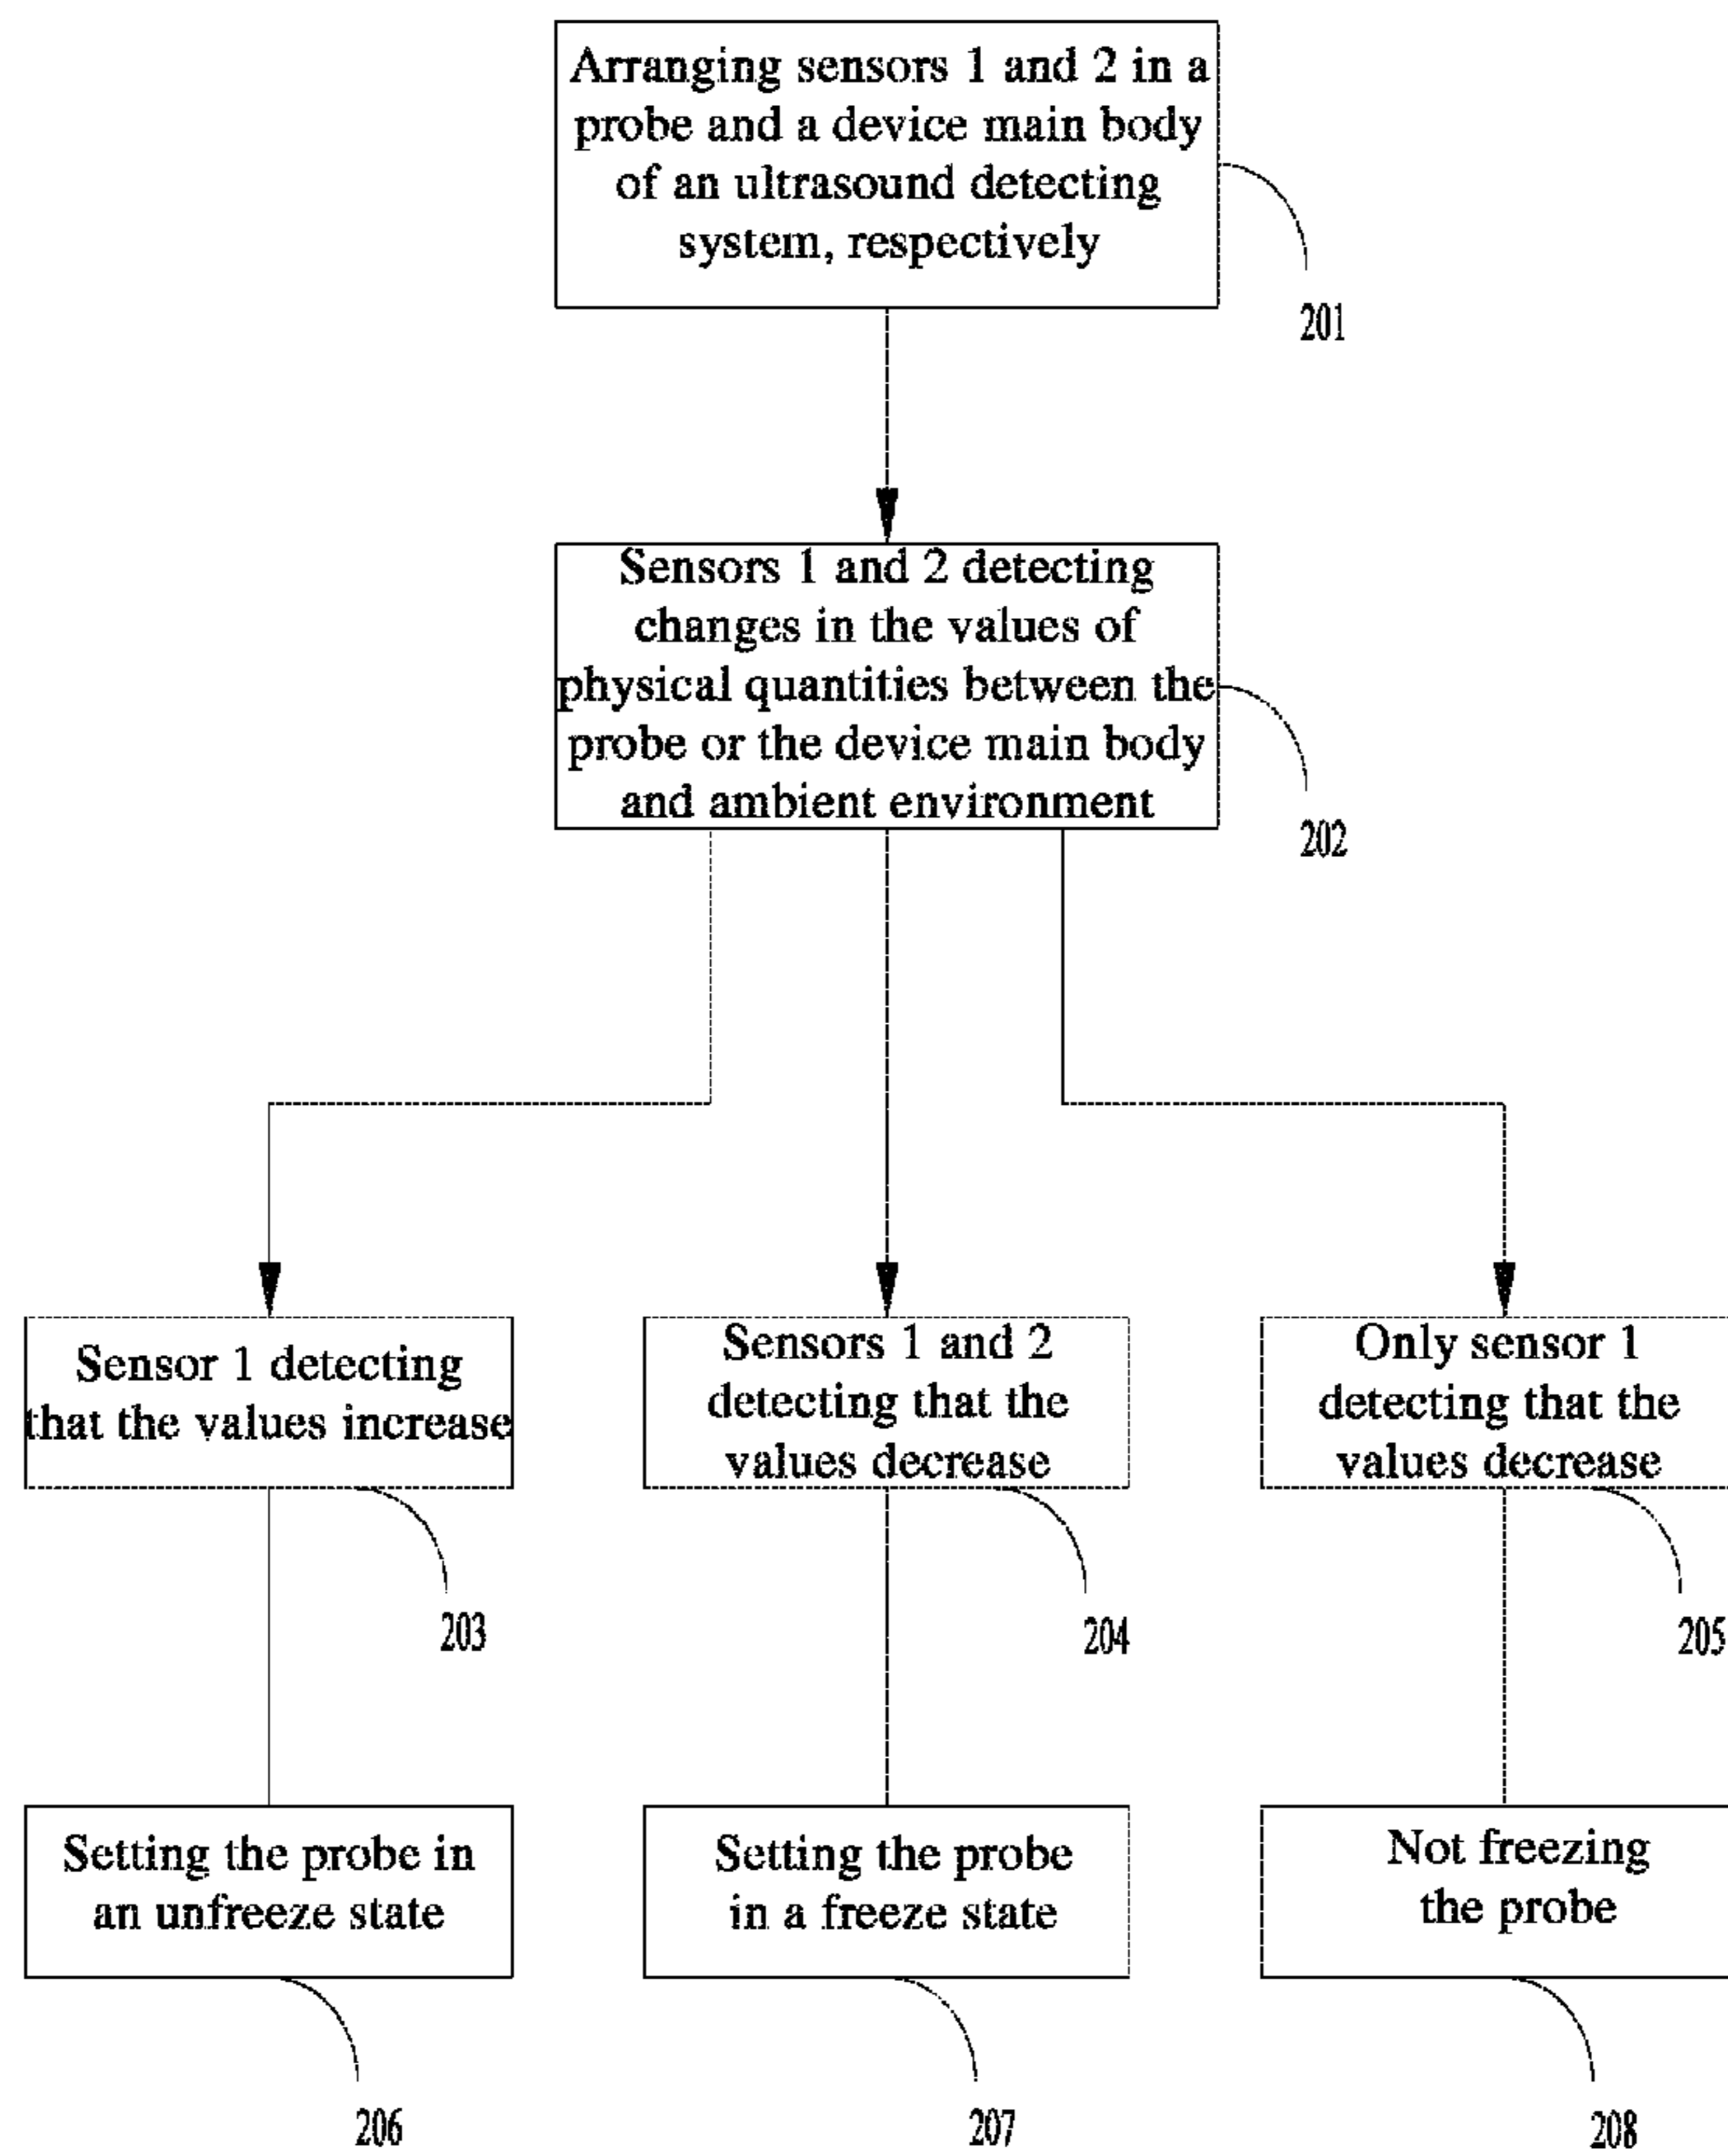 Arranging sensors 1 and 2 in a
probe and a device main body
of an ultrasound detecting
system, respectively
201
Sensors 1 and 2 detecting
changes in the values of
physical quantities between the
probe or the device main body
and ambient environment
202
Sensor 1 detecting
that the values increase
203
Sensors 1 and 2
detecting that the
values decrease
204
Only sensor 1
detecting that the
values decrease
205
Setting the probe in
an unfreeze state
206
Setting the probe
in a freeze state
207
Not freezing
the probe
208